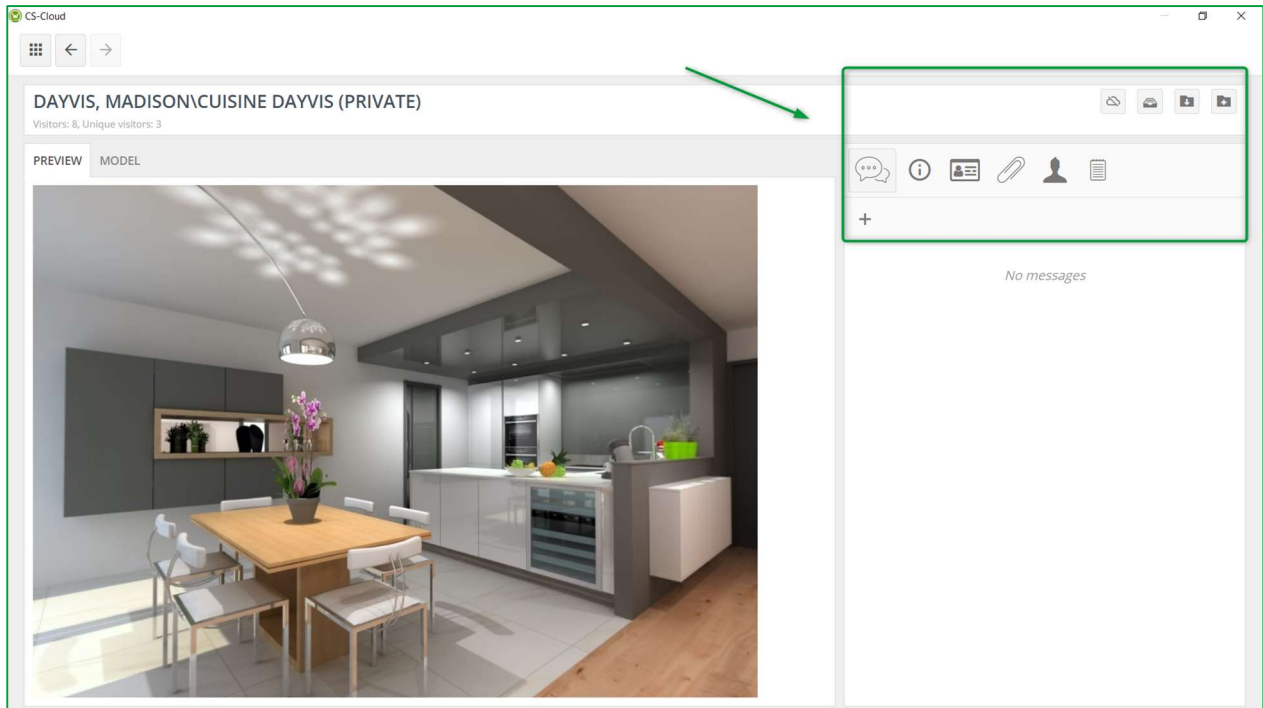 CS-Cloud
DAYVIS, MADISON\CUISINE DAYVIS (PRIVATE)
Visitors: 8, Unique visitors: 3
PREVIEW MODEL
No messages